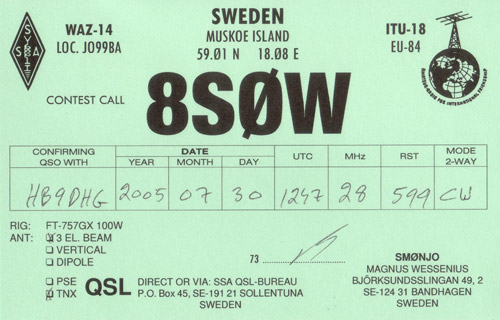 WAZ-14
LOC. JO99BA
SSA
SWEDEN
MUSKOE ISLAND
59.01 N 18.08 E
ITU-18
EU-84
CONTEST CALL
8SØW
CONFIRMING QSO WITH DATE YEAR MONTH DAY UTC MHz RST MODE 2-WAY
HB9DHG 2005 07 30 1247 28 599 CW
RIG: FT-757GX 100W
ANT: 3 EL. BEAM
VERTICAL
DIPOLE
73
PSE
TNX
QSL
DIRECT OR VIA: SSA QSL-BUREAU
P.O. Box 45, SE-191 21 SOLLENTUNA
SWEDEN
SMØNJO
MAGNUS WESSENIUS
BJÖRKSUNDSSLINGAN 49, 2
SE-124 31 BANDHAGEN
SWEDEN